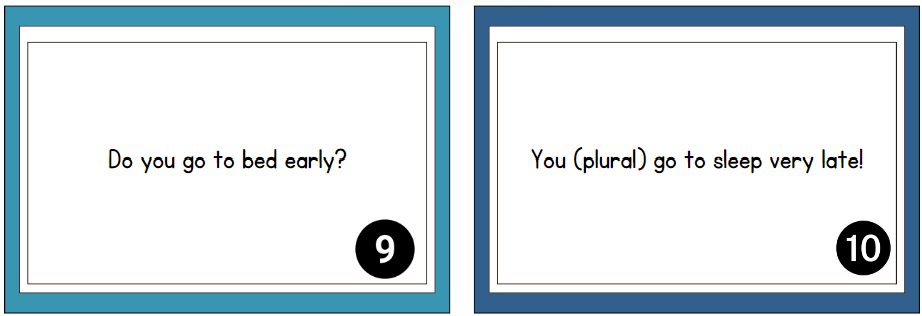 Do you go to bed early?
9
You (plural) go to sleep very late!
10